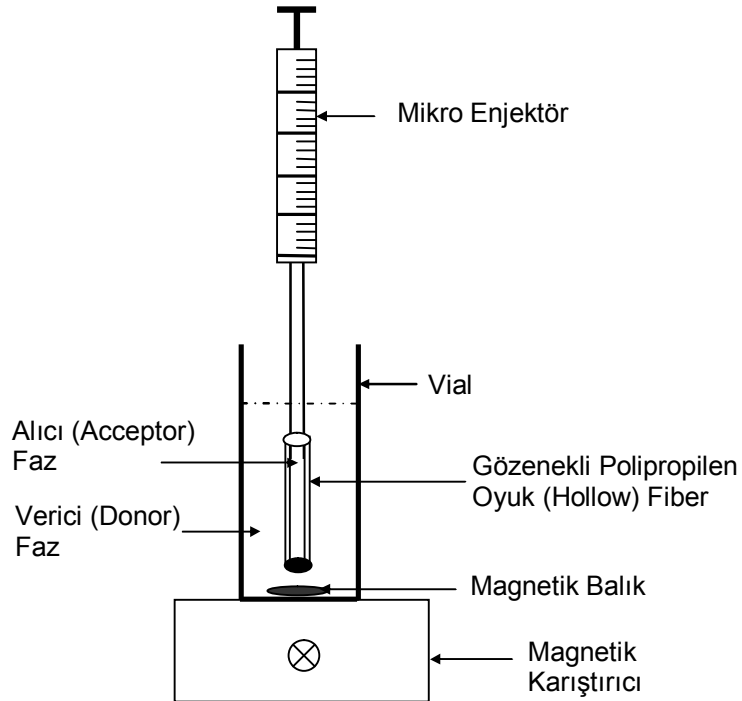 Mikro Enjektör
Vial
Alıcı (Acceptor)
Faz
Gözenekli Polipropilen
Oyuk (Hollow) Fiber
Verici (Donor)
Faz
Magnetik Balık
Magnetik
Karıştırıcı